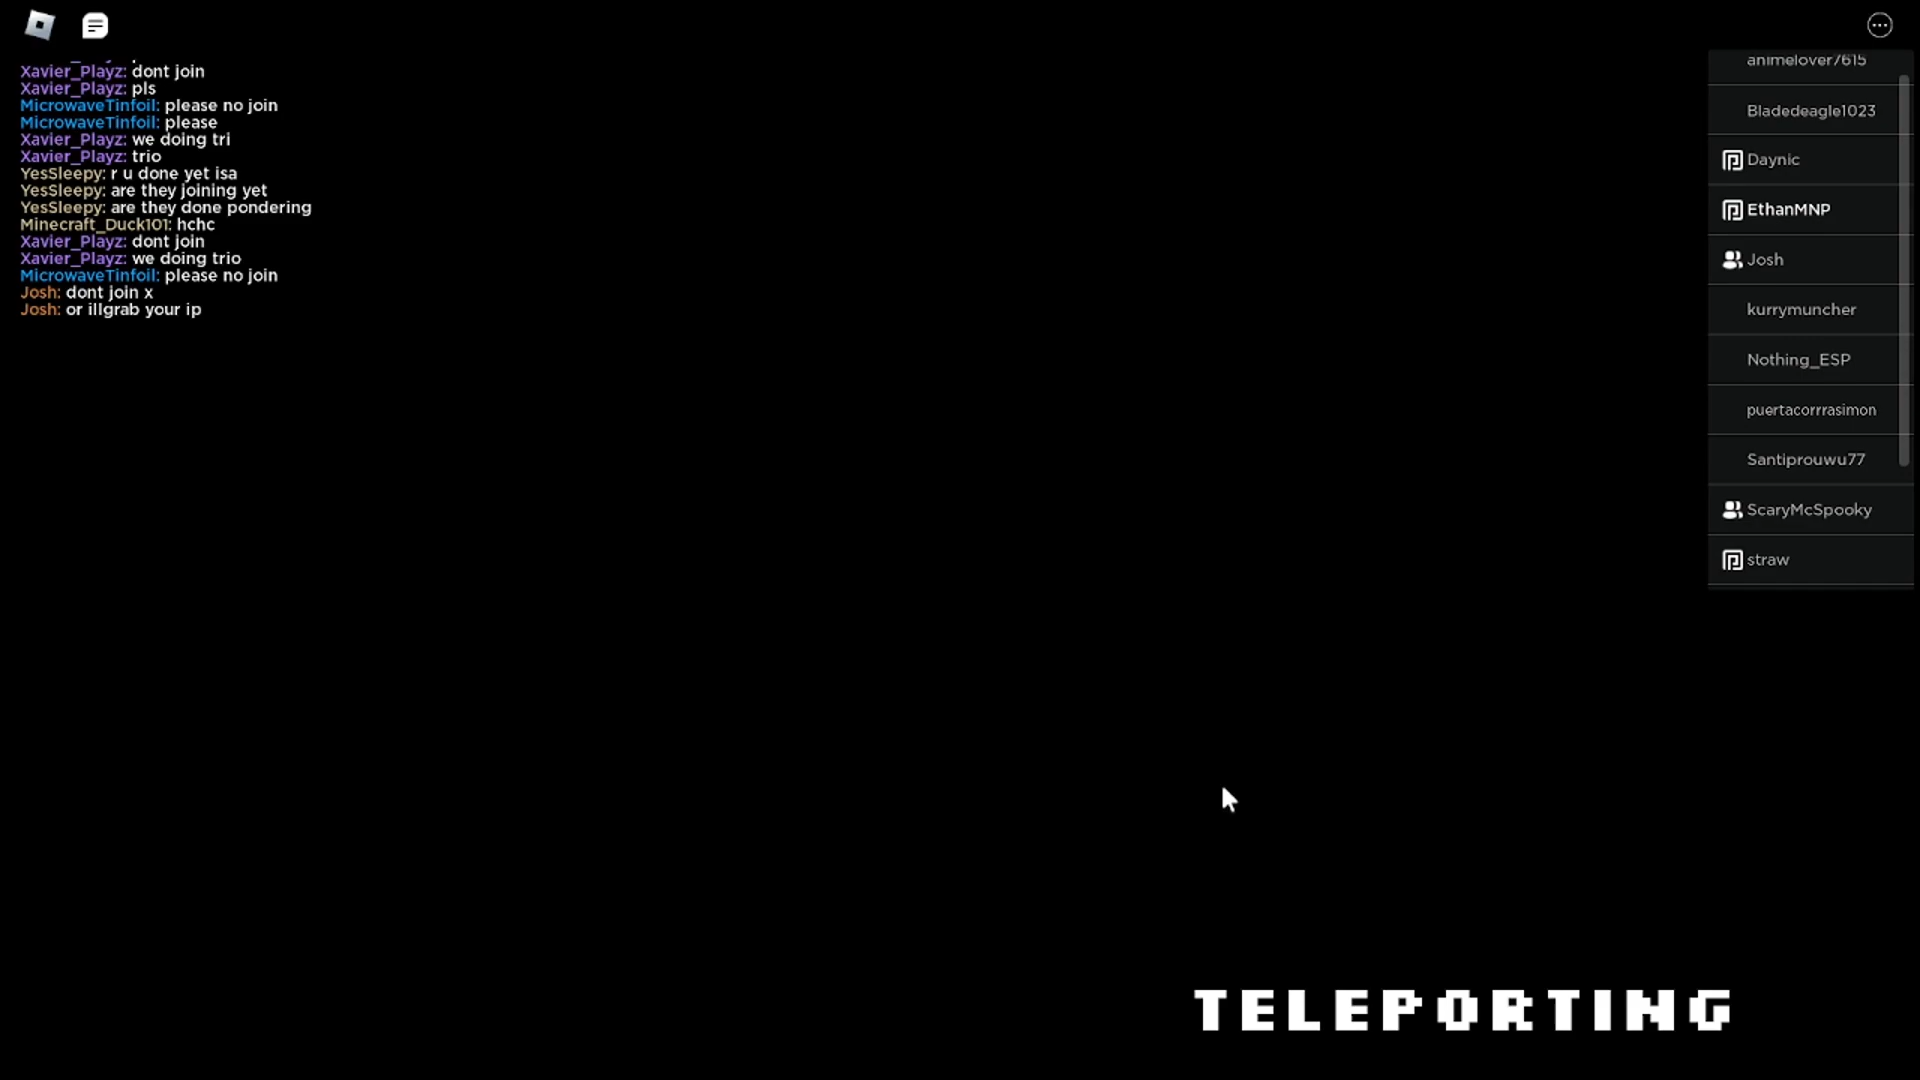 Xavier_Playz: dont join
Xavier_Playz: pls
MicrowaveTinfoil: please no join
MicrowaveTinfoil: please
Xavier_Playz: we doing tri
Xavier_Playz: trio
YesSleepy: r u done yet isa
YesSleepy: are they joining yet
YesSleepy: are they done pondering
Minecraft_Duck101: hchc
Xavier_Playz: dont join
Xavier_Playz: we doing trio
MicrowaveTinfoil: please no join
Josh: dont join x
Josh: or illgrab your ip
animelover7615
Bladedeagle1023
Daynic
EthanMNP
Josh
kurrymuncher
Nothing_ESP
puertacorrrasimon
Santiprouwu77
ScaryMcSpooky
straw
TELEPORTING